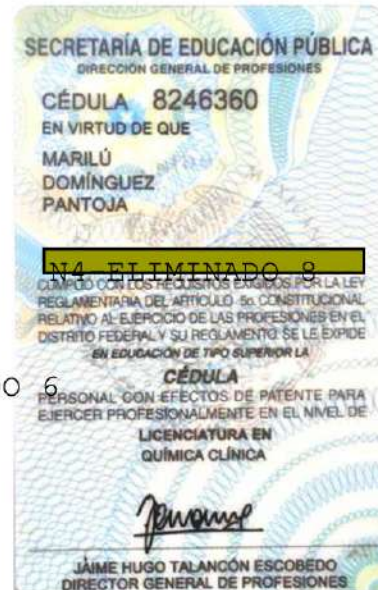 SECRETARÍA DE EDUCACIÓN PÚBLICA
DIRECCIÓN GENERAL DE PROFESIONES
CÉDULA 8246360
EN VIRTUD DE QUE
MARILÚ
DOMÍNGUEZ
PANTOJA
N4 ELIMINADO 8
CUMPLIÓ CON LOS REQUISITOS EXIGIDOS POR LA LEY
REGLAMENTARIA DEL ARTÍCULO 5o. CONSTITUCIONAL
RELATIVO AL EJERCICIO DE LAS PROFESIONES EN EL
DISTRITO FEDERAL Y SU REGLAMENTO SE LE EXPIDE
EN EDUCACIÓN DE TIPO SUPERIOR LA
CÉDULA
O 6
PERSONAL CON EFECTOS DE PATENTE PARA
EJERCER PROFESIONALMENTE EN EL NIVEL DE
LICENCIATURA EN
QUÍMICA CLÍNICA
JAIME HUGO TALANCÓN ESCOBEDO
DIRECTOR GENERAL DE PROFESIONES